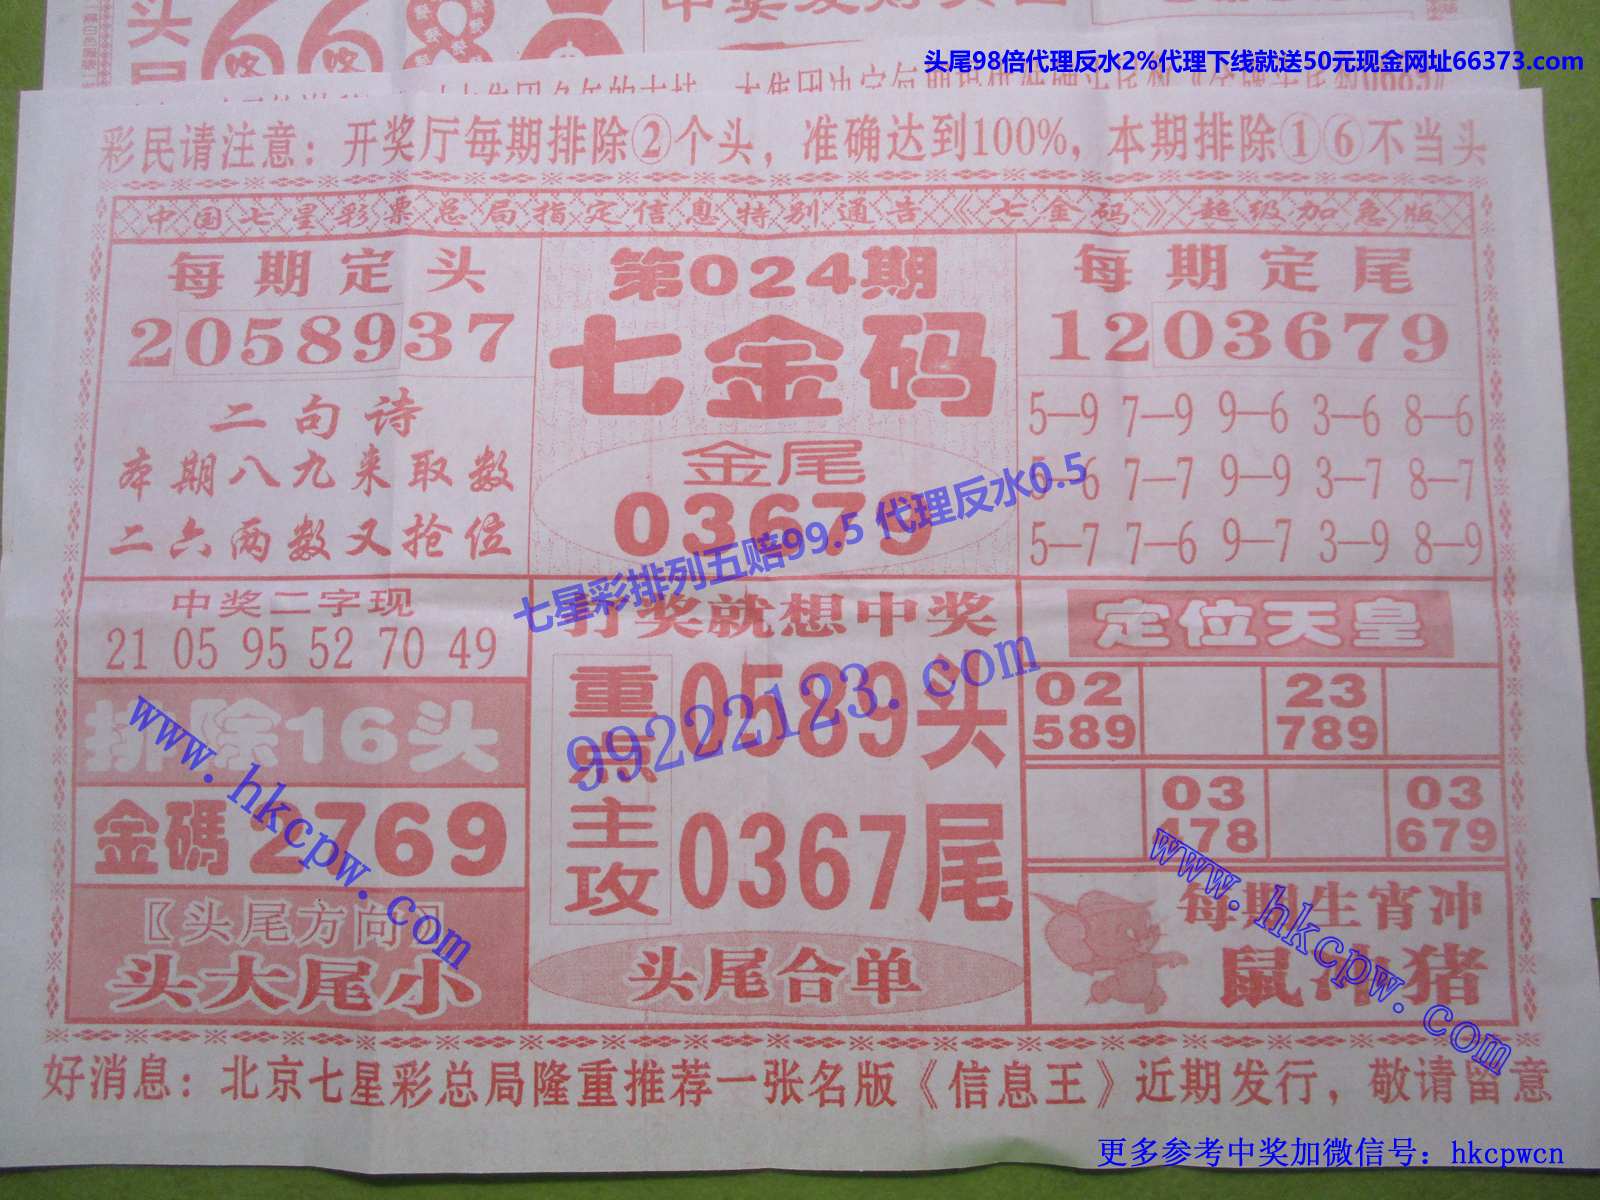 头尾98倍代理反水2%代理下线就送50元现金网址66373.com
彩民请注意：开奖厅每期排除②个头，准确达到100%，本期排除①⑥不当头
中国七星彩票总局指定信息特别通告《七金码》超级加急版
每期定头
2058937
二句诗
本期八九来取数
二六两数又抢位
第024期
七金码
金尾
03679
每期定尾
1203679
5—9 7—9 9—6 3—6 8—6
5—6 7—7 9—9 3—7 8—7
5—7 7—6 9—7 3—9 8—9
七星彩排列五赔99.5 代理反水0.5
99222123.com
中奖二字现
21 05 95 52 70 49
排除16头
金碼2769
〖头尾方向〗
头大尾小
打奖就想中奖
重点主攻
0589头
0367尾
头尾合单
定位天皇
02 23
589 789
03 03
478 679
每期生肖冲
鼠冲猪
www.hkcpw.com
www.hkcpw.com
好消息：北京七星彩总局隆重推荐一张名版《信息王》近期发行，敬请留意
更多参考中奖加微信号：hkcpwcn